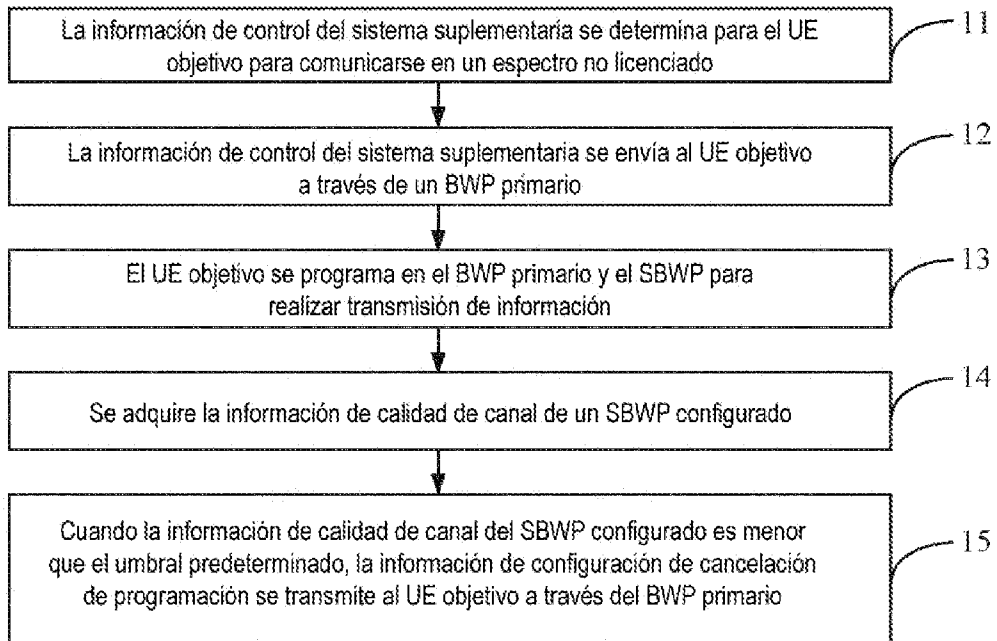 La información de control del sistema suplementaria se determina para el UE
objetivo para comunicarse en un espectro no licenciado
11
La información de control del sistema suplementaria se envía al UE objetivo
a través de un BWP primario
12
El UE objetivo se programa en el BWP primario y el SBWP para
realizar transmisión de información
13
Se adquire la información de calidad de canal de un SBWP configurado
14
Cuando la información de calidad de canal del SBWP configurado es menor
que el umbral predeterminado, la información de configuración de cancelación
de programación se transmite al UE objetivo a través del BWP primario
15